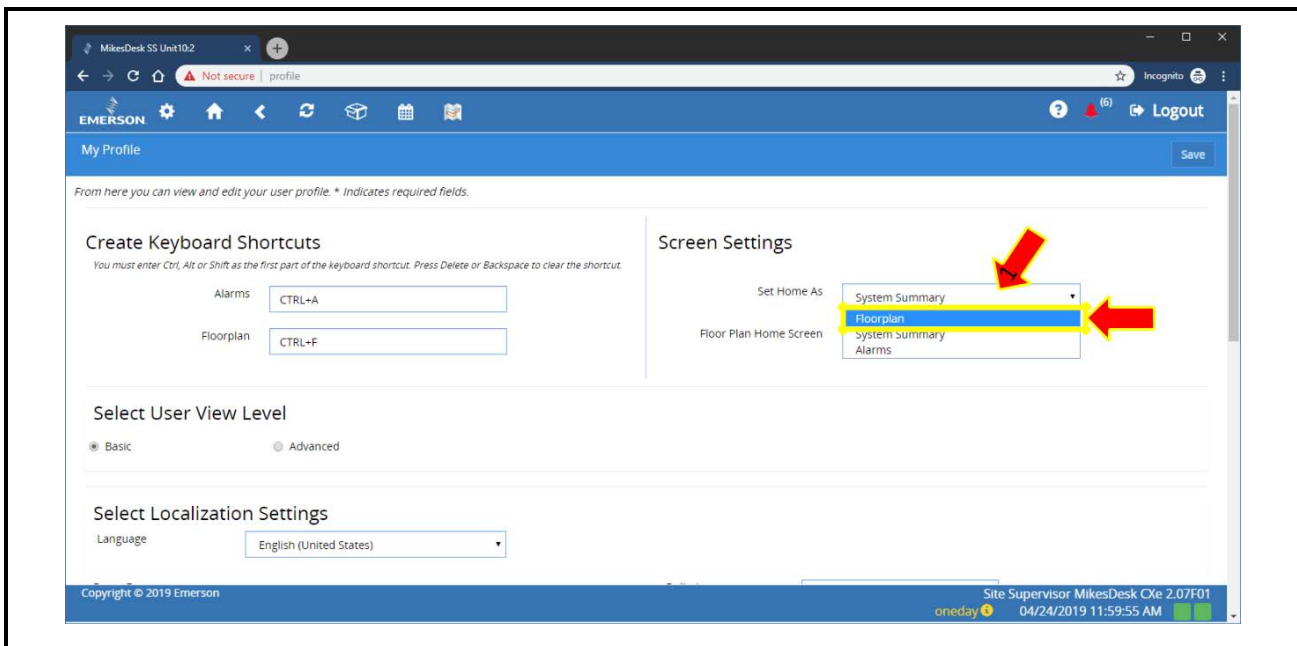 MikesDesk SS Unit10:2
Not secure | profile
Incognito
EMERSON
(6)
Logout
My Profile
Save
From here you can view and edit your user profile. * Indicates required fields.
Create Keyboard Shortcuts
You must enter Ctrl, Alt or Shift as the first part of the keyboard shortcut. Press Delete or Backspace to clear the shortcut.
Alarms
CTRL+A
Floorplan
CTRL+F
Screen Settings
1
Set Home As
System Summary
Floorplan
Floor Plan Home Screen
System Summary
Alarms
Select User View Level
Basic
Advanced
Select Localization Settings
Language
English (United States)
Copyright © 2019 Emerson
Site Supervisor MikesDesk CXe 2.07F01
oneday
04/24/2019 11:59:55 AM